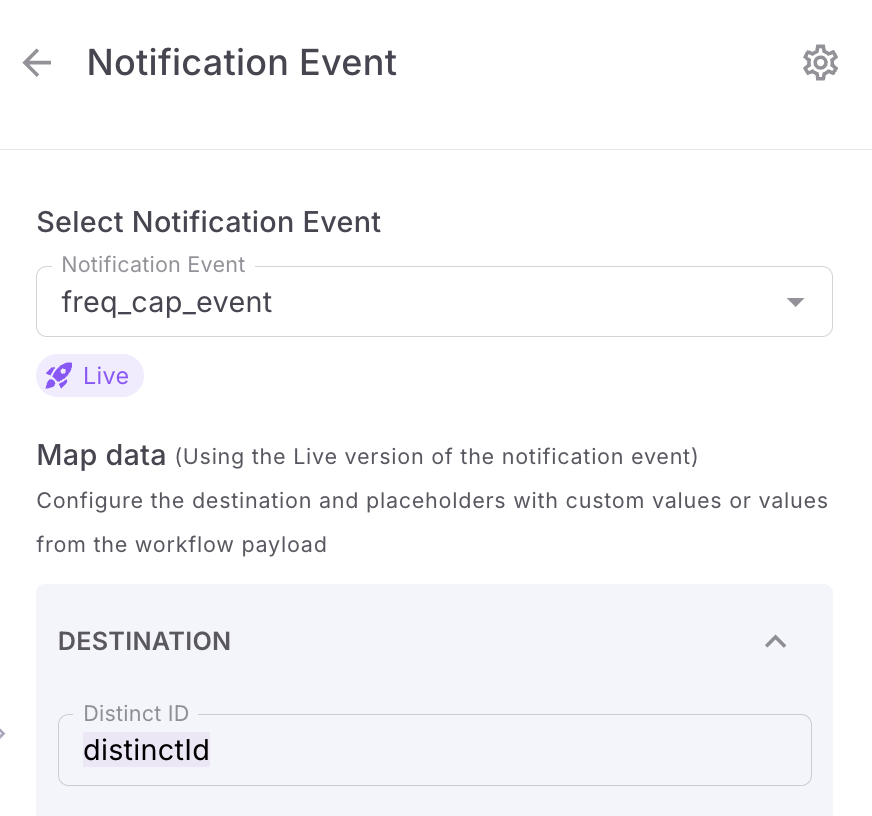 Notification Event
Select Notification Event
Notification Event
freq_cap_event
Live
Map data (Using the Live version of the notification event)
Configure the destination and placeholders with custom values or values
from the workflow payload
DESTINATION
Distinct ID
distinctId